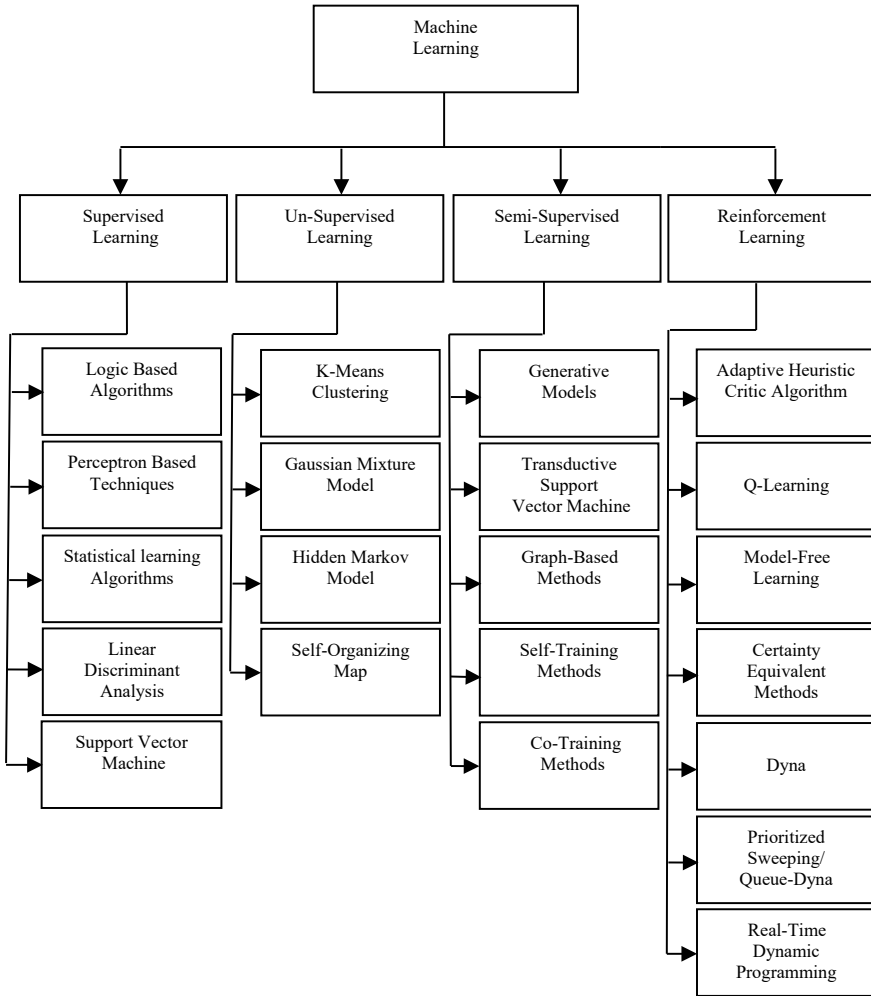 Machine
Learning
Supervised
Learning
Un-Supervised
Learning
Semi-Supervised
Learning
Reinforcement
Learning
Logic Based
Algorithms
Perceptron Based
Techniques
Statistical learning
Algorithms
Linear
Discriminant
Analysis
Support Vector
Machine
K-Means
Clustering
Gaussian Mixture
Model
Hidden Markov
Model
Self-Organizing
Map
Generative
Models
Transductive
Support
Vector Machine
Graph-Based
Methods
Self-Training
Methods
Co-Training
Methods
Adaptive Heuristic
Critic Algorithm
Q-Learning
Model-Free
Learning
Certainty
Equivalent
Methods
Dyna
Prioritized
Sweeping/
Queue-Dyna
Real-Time
Dynamic
Programming